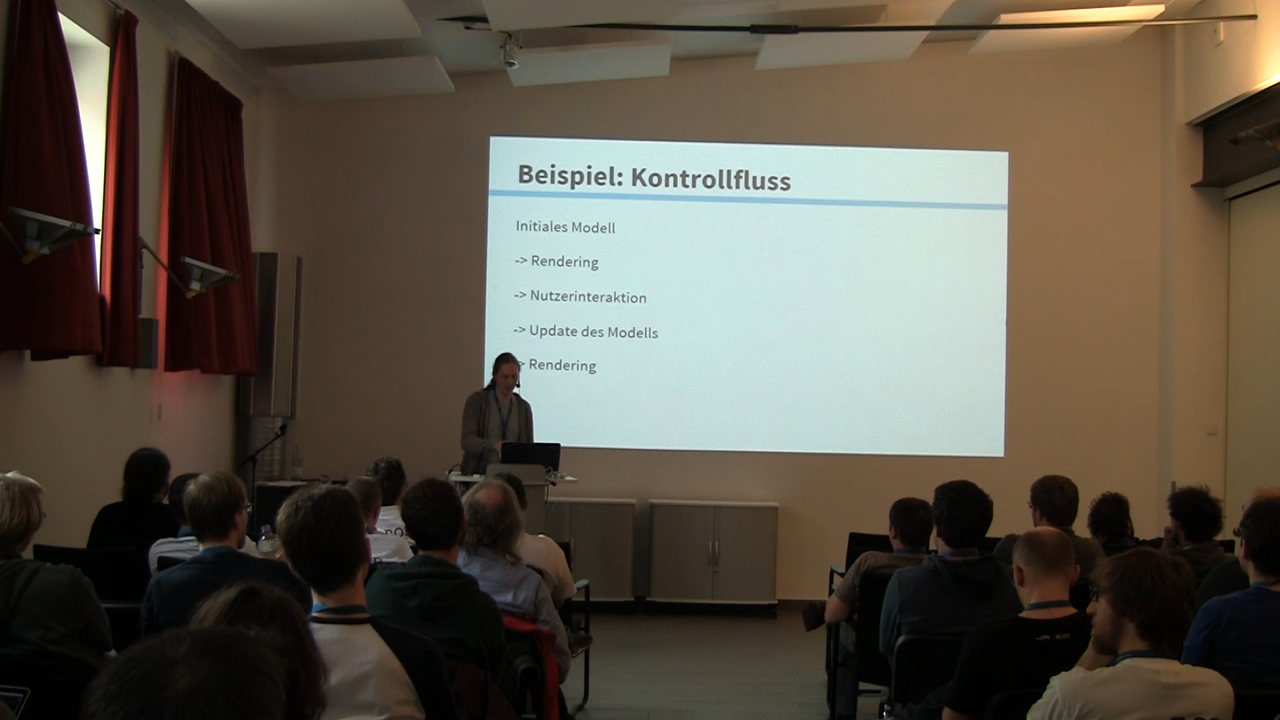 Beispiel: Kontrollfluss
Initiales Modell
-> Rendering
-> Nutzerinteraktion
-> Update des Modells
> Rendering